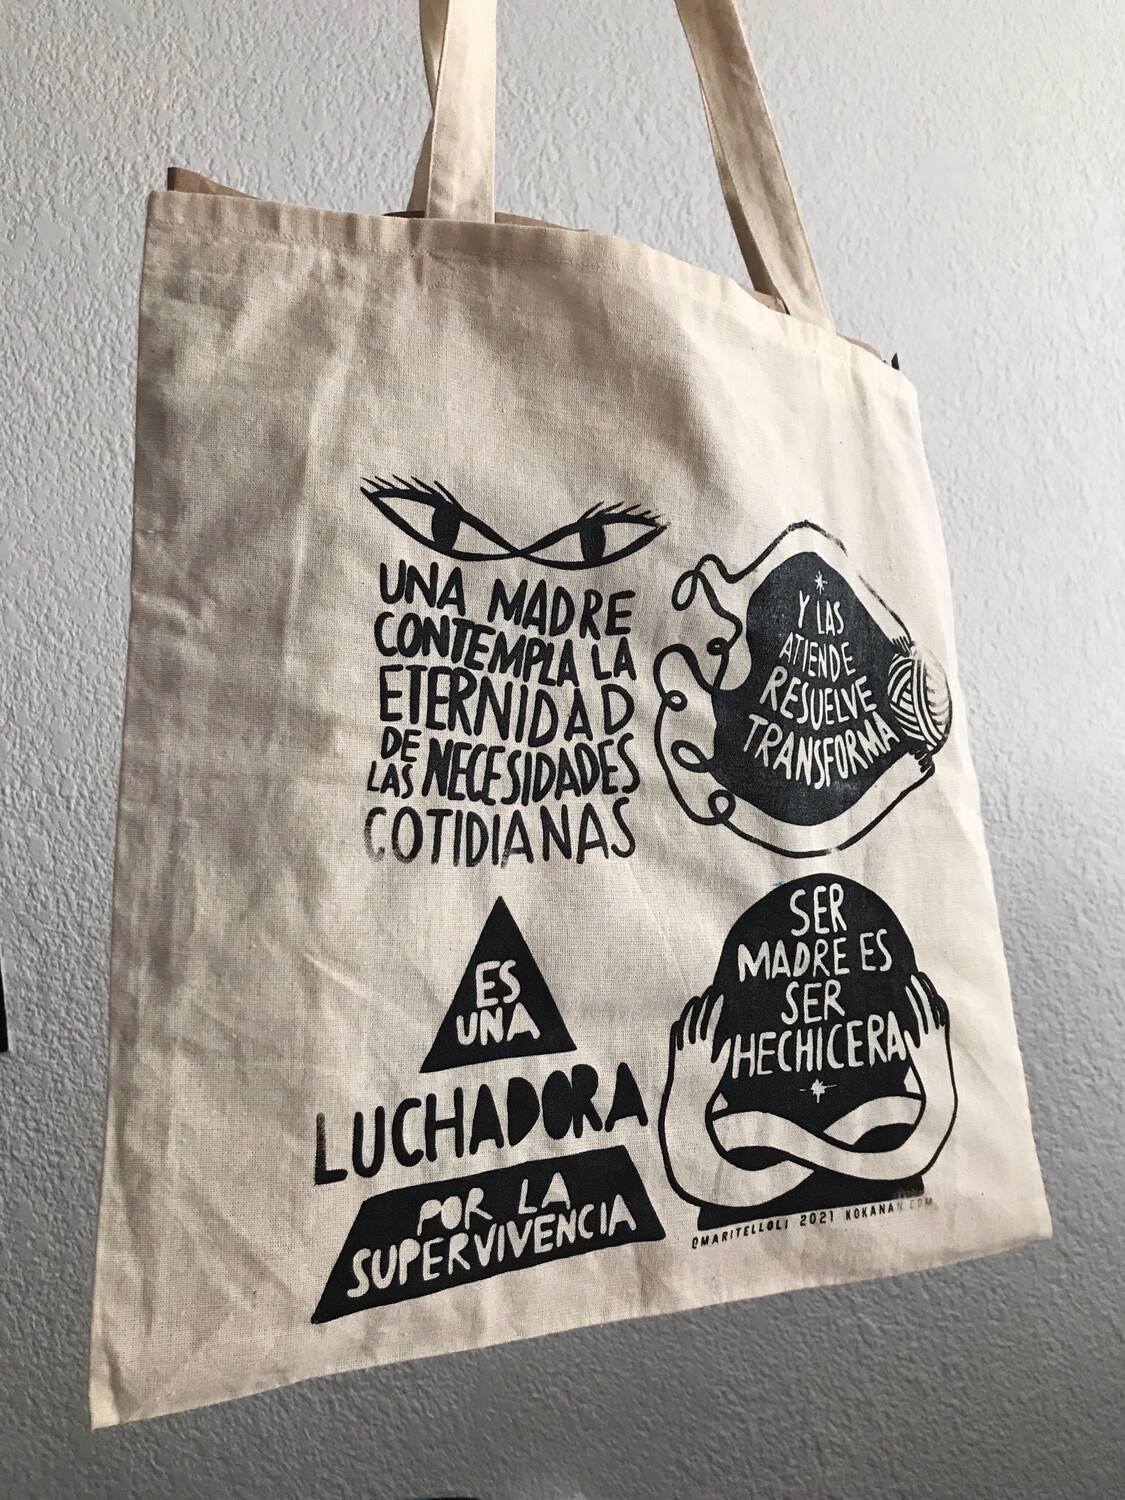 UNA MADRE
CONTEMPLA LA
ETERNIDAD
DE
LAS NECESIDADES
COTIDIANAS
Y LAS
ATIENDE
RESUELVE
TRANSFORMA
ES
UNA
LUCHADORA
POR LA
SUPERVIVENCIA
SER
MADRE ES
SER
HECHICERA
@MARITELLOLI 2021 KOKANAN.COM